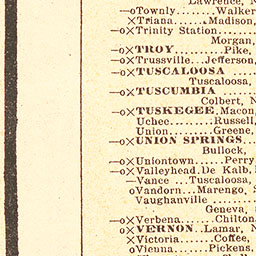 Lawrence, N
—oTownly......Walker
×Triana......Madison,
—o×Trinity Station
Morgan,
—o×TROY........Pike,
—o×Trussville..Jefferson,
—o×TUSCALOOSA
Tuscaloosa,
—o×TUSCUMBIA
Colbert, N
—o×TUSKEGEE, Macon,
Uchee........Russell,
Union........Greene,
—o×UNION SPRINGS
Bullock,
—o×Uniontown.....Perry
—o×Valleyhead, De Kalb,
—Vance ...Tuscaloosa,
oVandorn...Marengo, S
Vaughanville
Geneva,
—o×Verbena......Chilton
o×VERNON..Lamar, N
×Victoria......Coffee,
oVienna......Pickens,